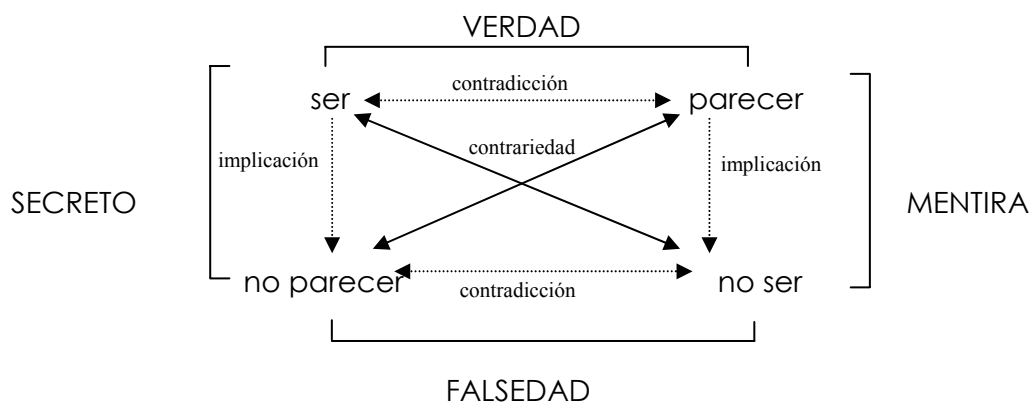 VERDAD
contradicción
ser
parecer
contrariedad
implicación
implicación
SECRETO
MENTIRA
no parecer
no ser
contradicción
FALSEDAD